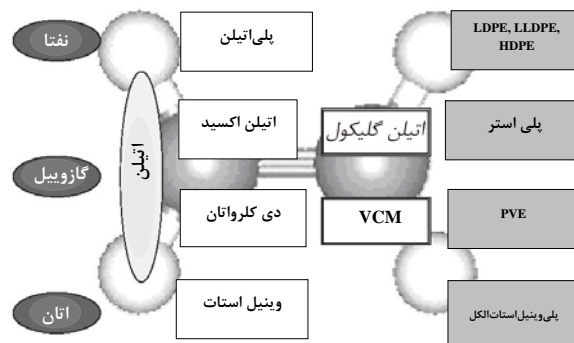 نفتا
پلی‌اتیلن
LDPE, LLDPE,
HDPE
اتیلن
اتیلن اکسید
اتیلن گلیکول
پلی استر
گازوییل
دی کلرواتان
VCM
PVE
اتان
وینیل استات
پلی‌وینیل‌استات‌الکل